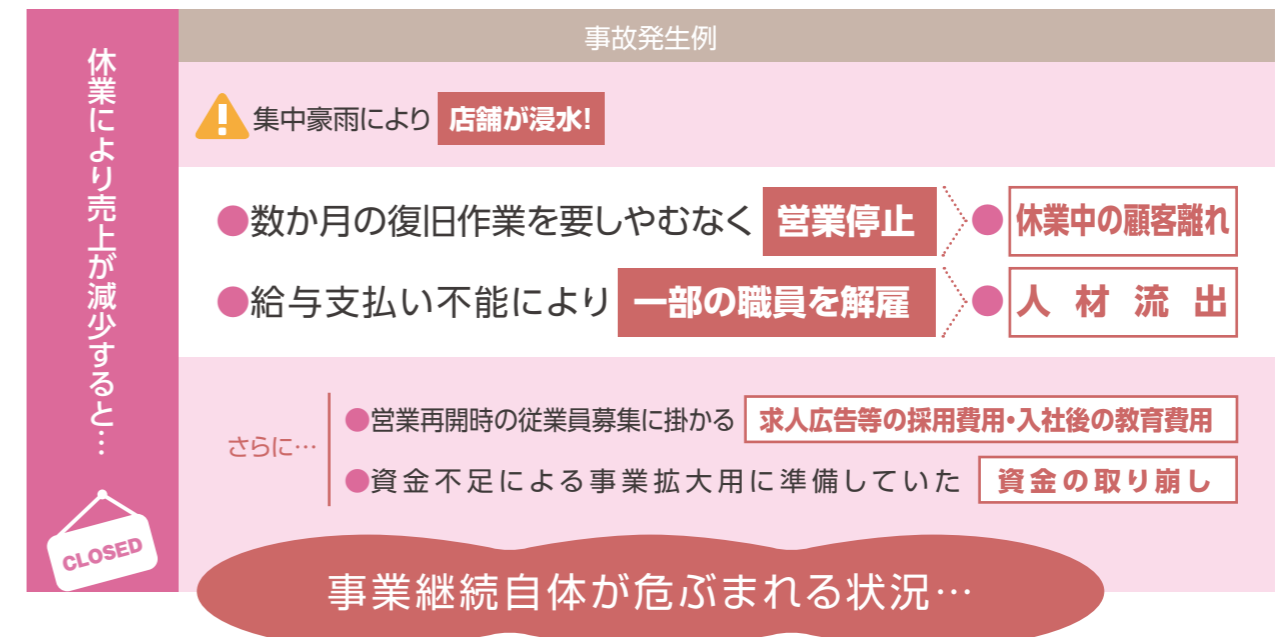 休業により売上が減少すると…
CLOSED
事故発生例
集中豪雨により 店舗が浸水!
●数か月の復旧作業を要しやむなく 営業停止 ● 休業中の顧客離れ
●給与支払い不能により 一部の職員を解雇 ● 人材流出
さらに…
●営業再開時の従業員募集に掛かる 求人広告等の採用費用・入社後の教育費用
●資金不足による事業拡大用に準備していた 資金の取り崩し
事業継続自体が危ぶまれる状況…